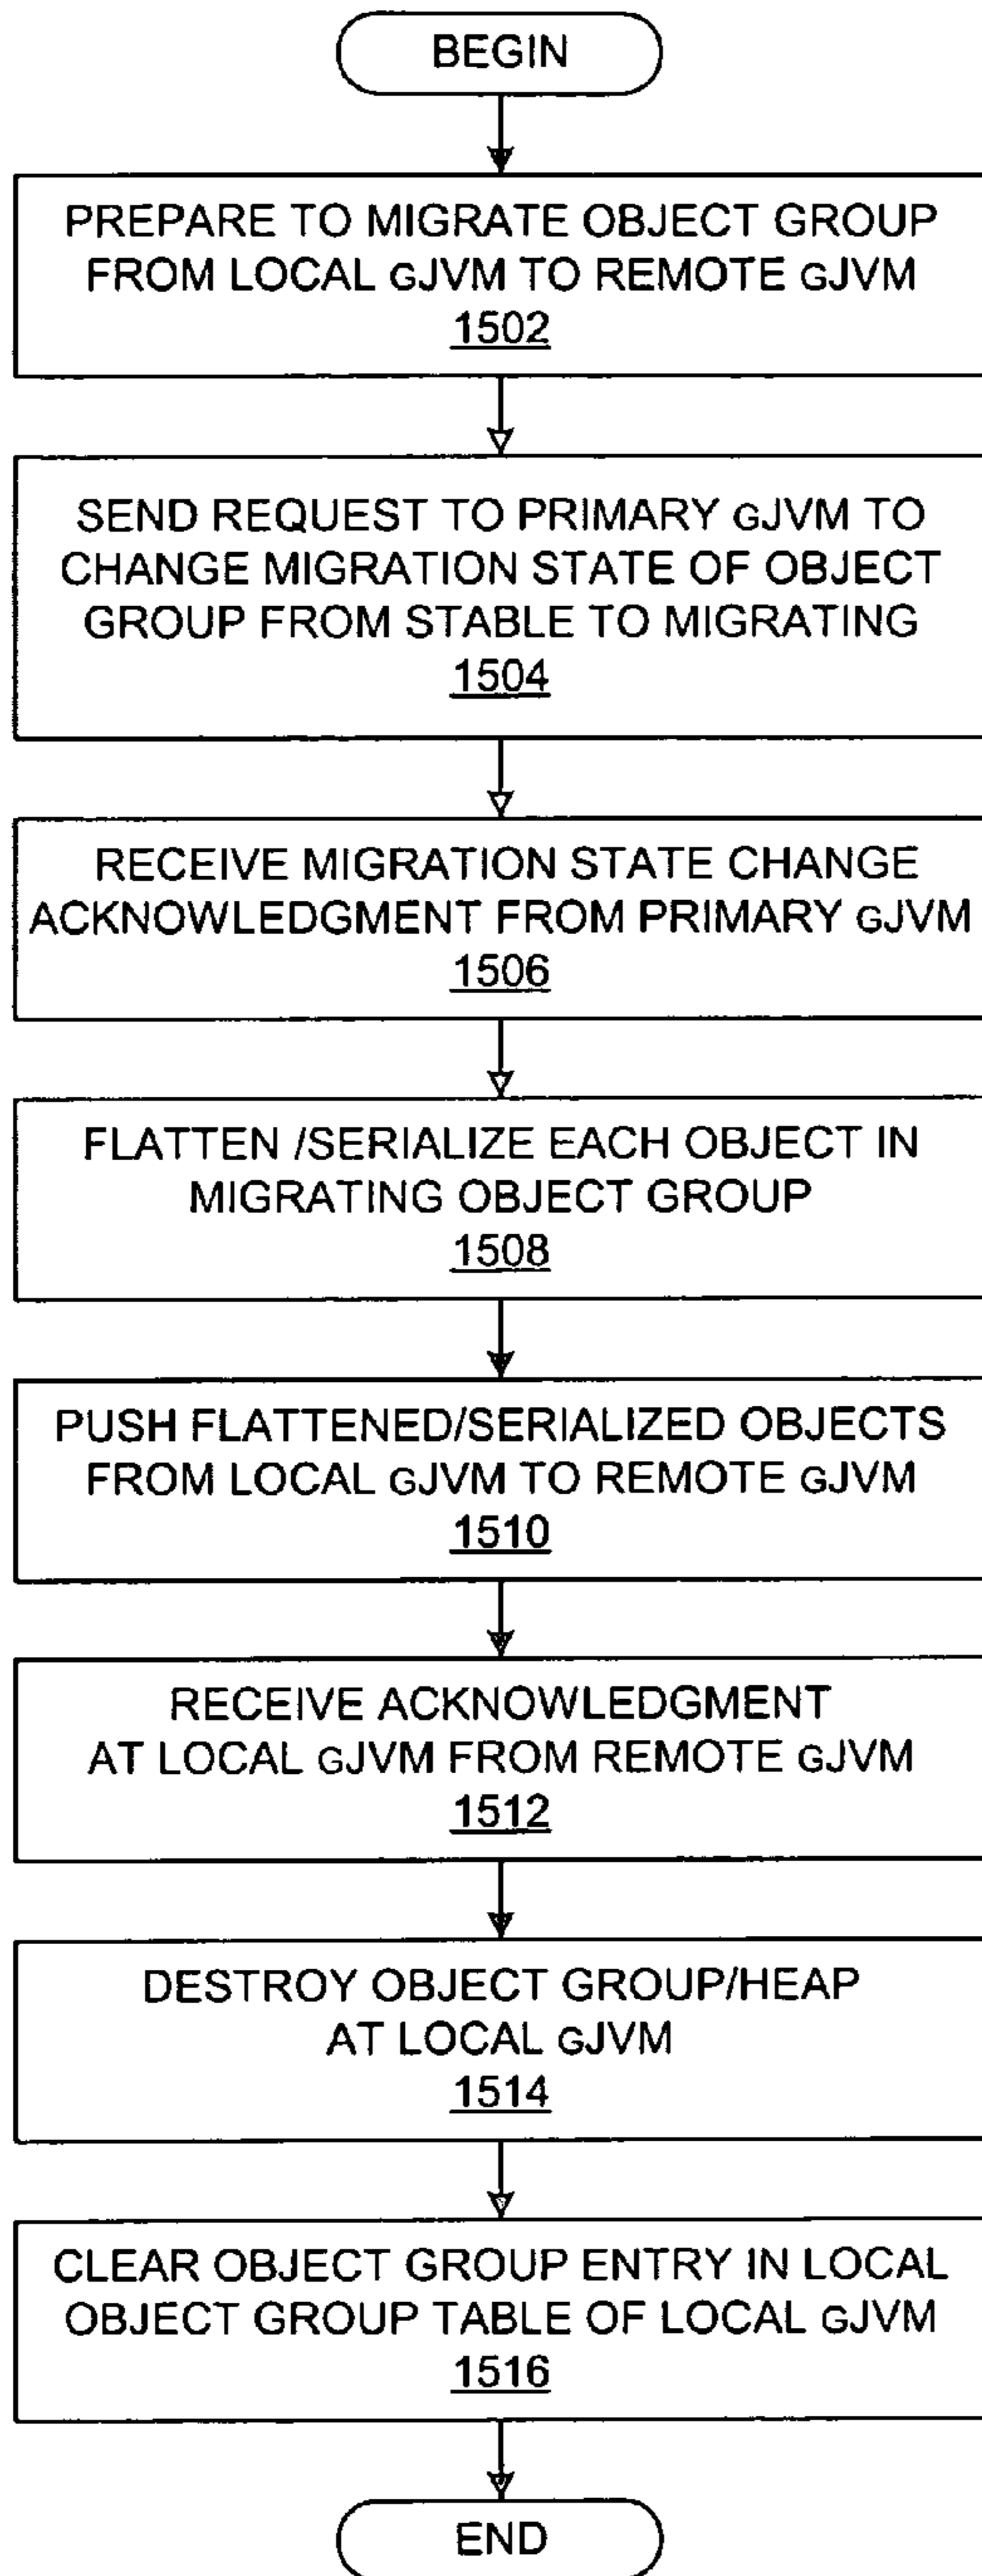 BEGIN
PREPARE TO MIGRATE OBJECT GROUP
FROM LOCAL GJVM TO REMOTE GJVM
1502
SEND REQUEST TO PRIMARY GJVM TO
CHANGE MIGRATION STATE OF OBJECT
GROUP FROM STABLE TO MIGRATING
1504
RECEIVE MIGRATION STATE CHANGE
ACKNOWLEDGMENT FROM PRIMARY GJVM
1506
FLATTEN /SERIALIZE EACH OBJECT IN
MIGRATING OBJECT GROUP
1508
PUSH FLATTENED/SERIALIZED OBJECTS
FROM LOCAL GJVM TO REMOTE GJVM
1510
RECEIVE ACKNOWLEDGMENT
AT LOCAL GJVM FROM REMOTE GJVM
1512
DESTROY OBJECT GROUP/HEAP
AT LOCAL GJVM
1514
CLEAR OBJECT GROUP ENTRY IN LOCAL
OBJECT GROUP TABLE OF LOCAL GJVM
1516
END